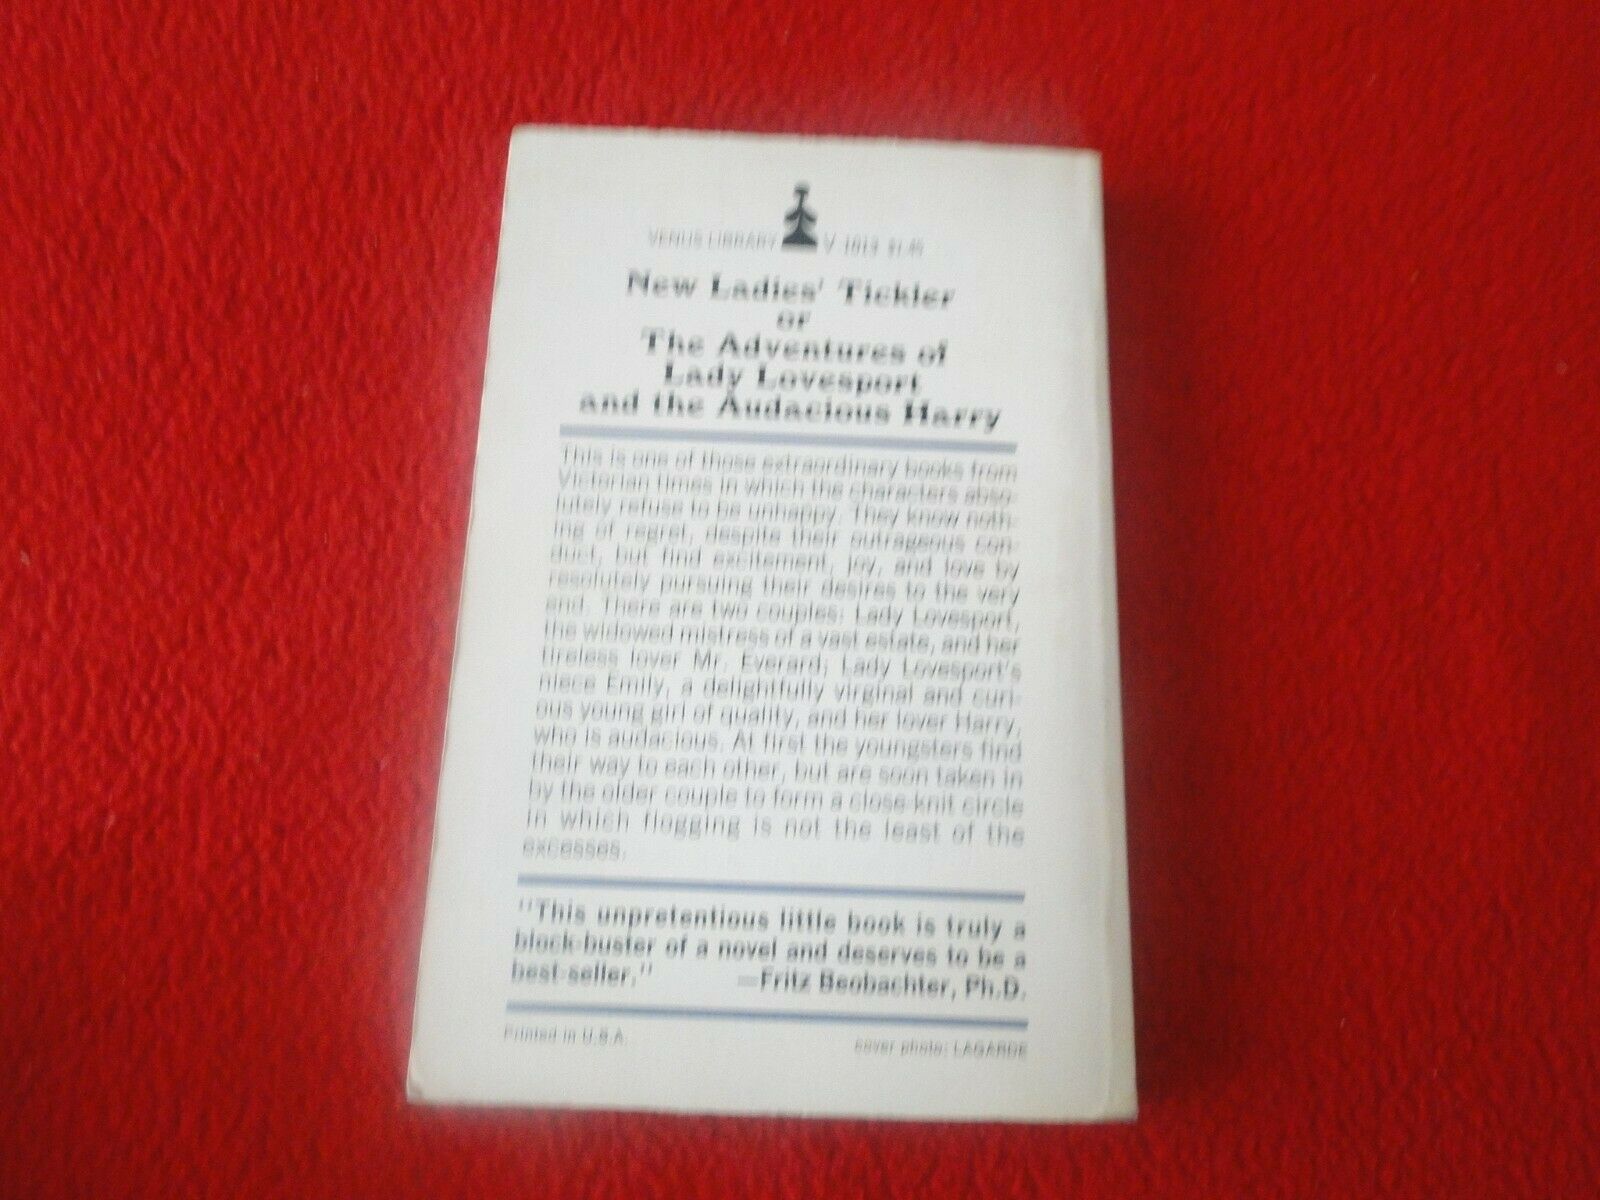 VENUS LIBRARY V 1013 $1.45
New Ladies' Tickler
or
The Adventures of
Lady Lovesport
and the Audacious Harry
This is one of those extraordinary books from
Victorian times in which the characters abso-
lutely refuse to be unhappy. They know noth-
ing of regret, despite their outrageous con-
duct, but find excitement, joy, and love by
resolutely pursuing their desires to the very
end. There are two couples: Lady Lovesport,
the widowed mistress of a vast estate, and her
tireless lover Mr. Everard; Lady Lovesport's
niece Emily, a delightfully virginal and curi-
ous young girl of quality, and her lover Harry,
who is audacious. At first the youngsters find
their way to each other, but are soon taken in
by the older couple to form a close-knit circle
in which flogging is not the least of the
excesses.
"This unpretentious little book is truly a
block-buster of a novel and deserves to be a
best-seller." —Fritz Beobachter, Ph.D.
Printed in U.S.A. cover photo: LAGARDE